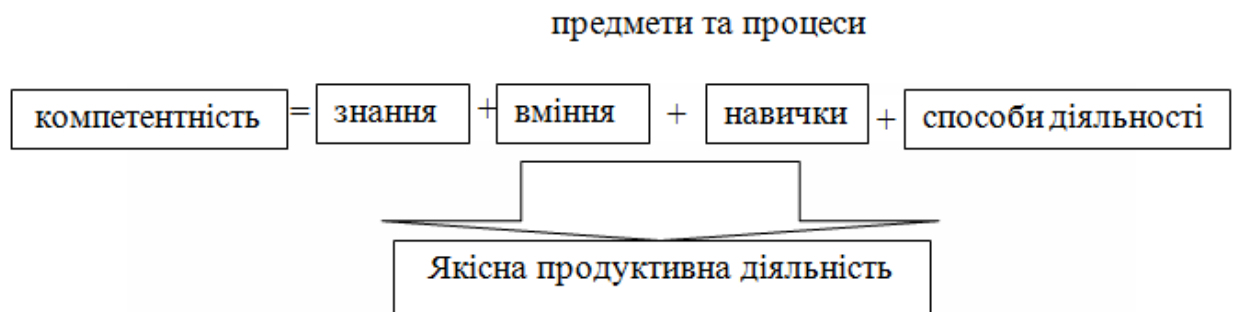 предмети та процеси
компетентність = знання + вміння + навички + способи діяльності
Якісна продуктивна діяльність